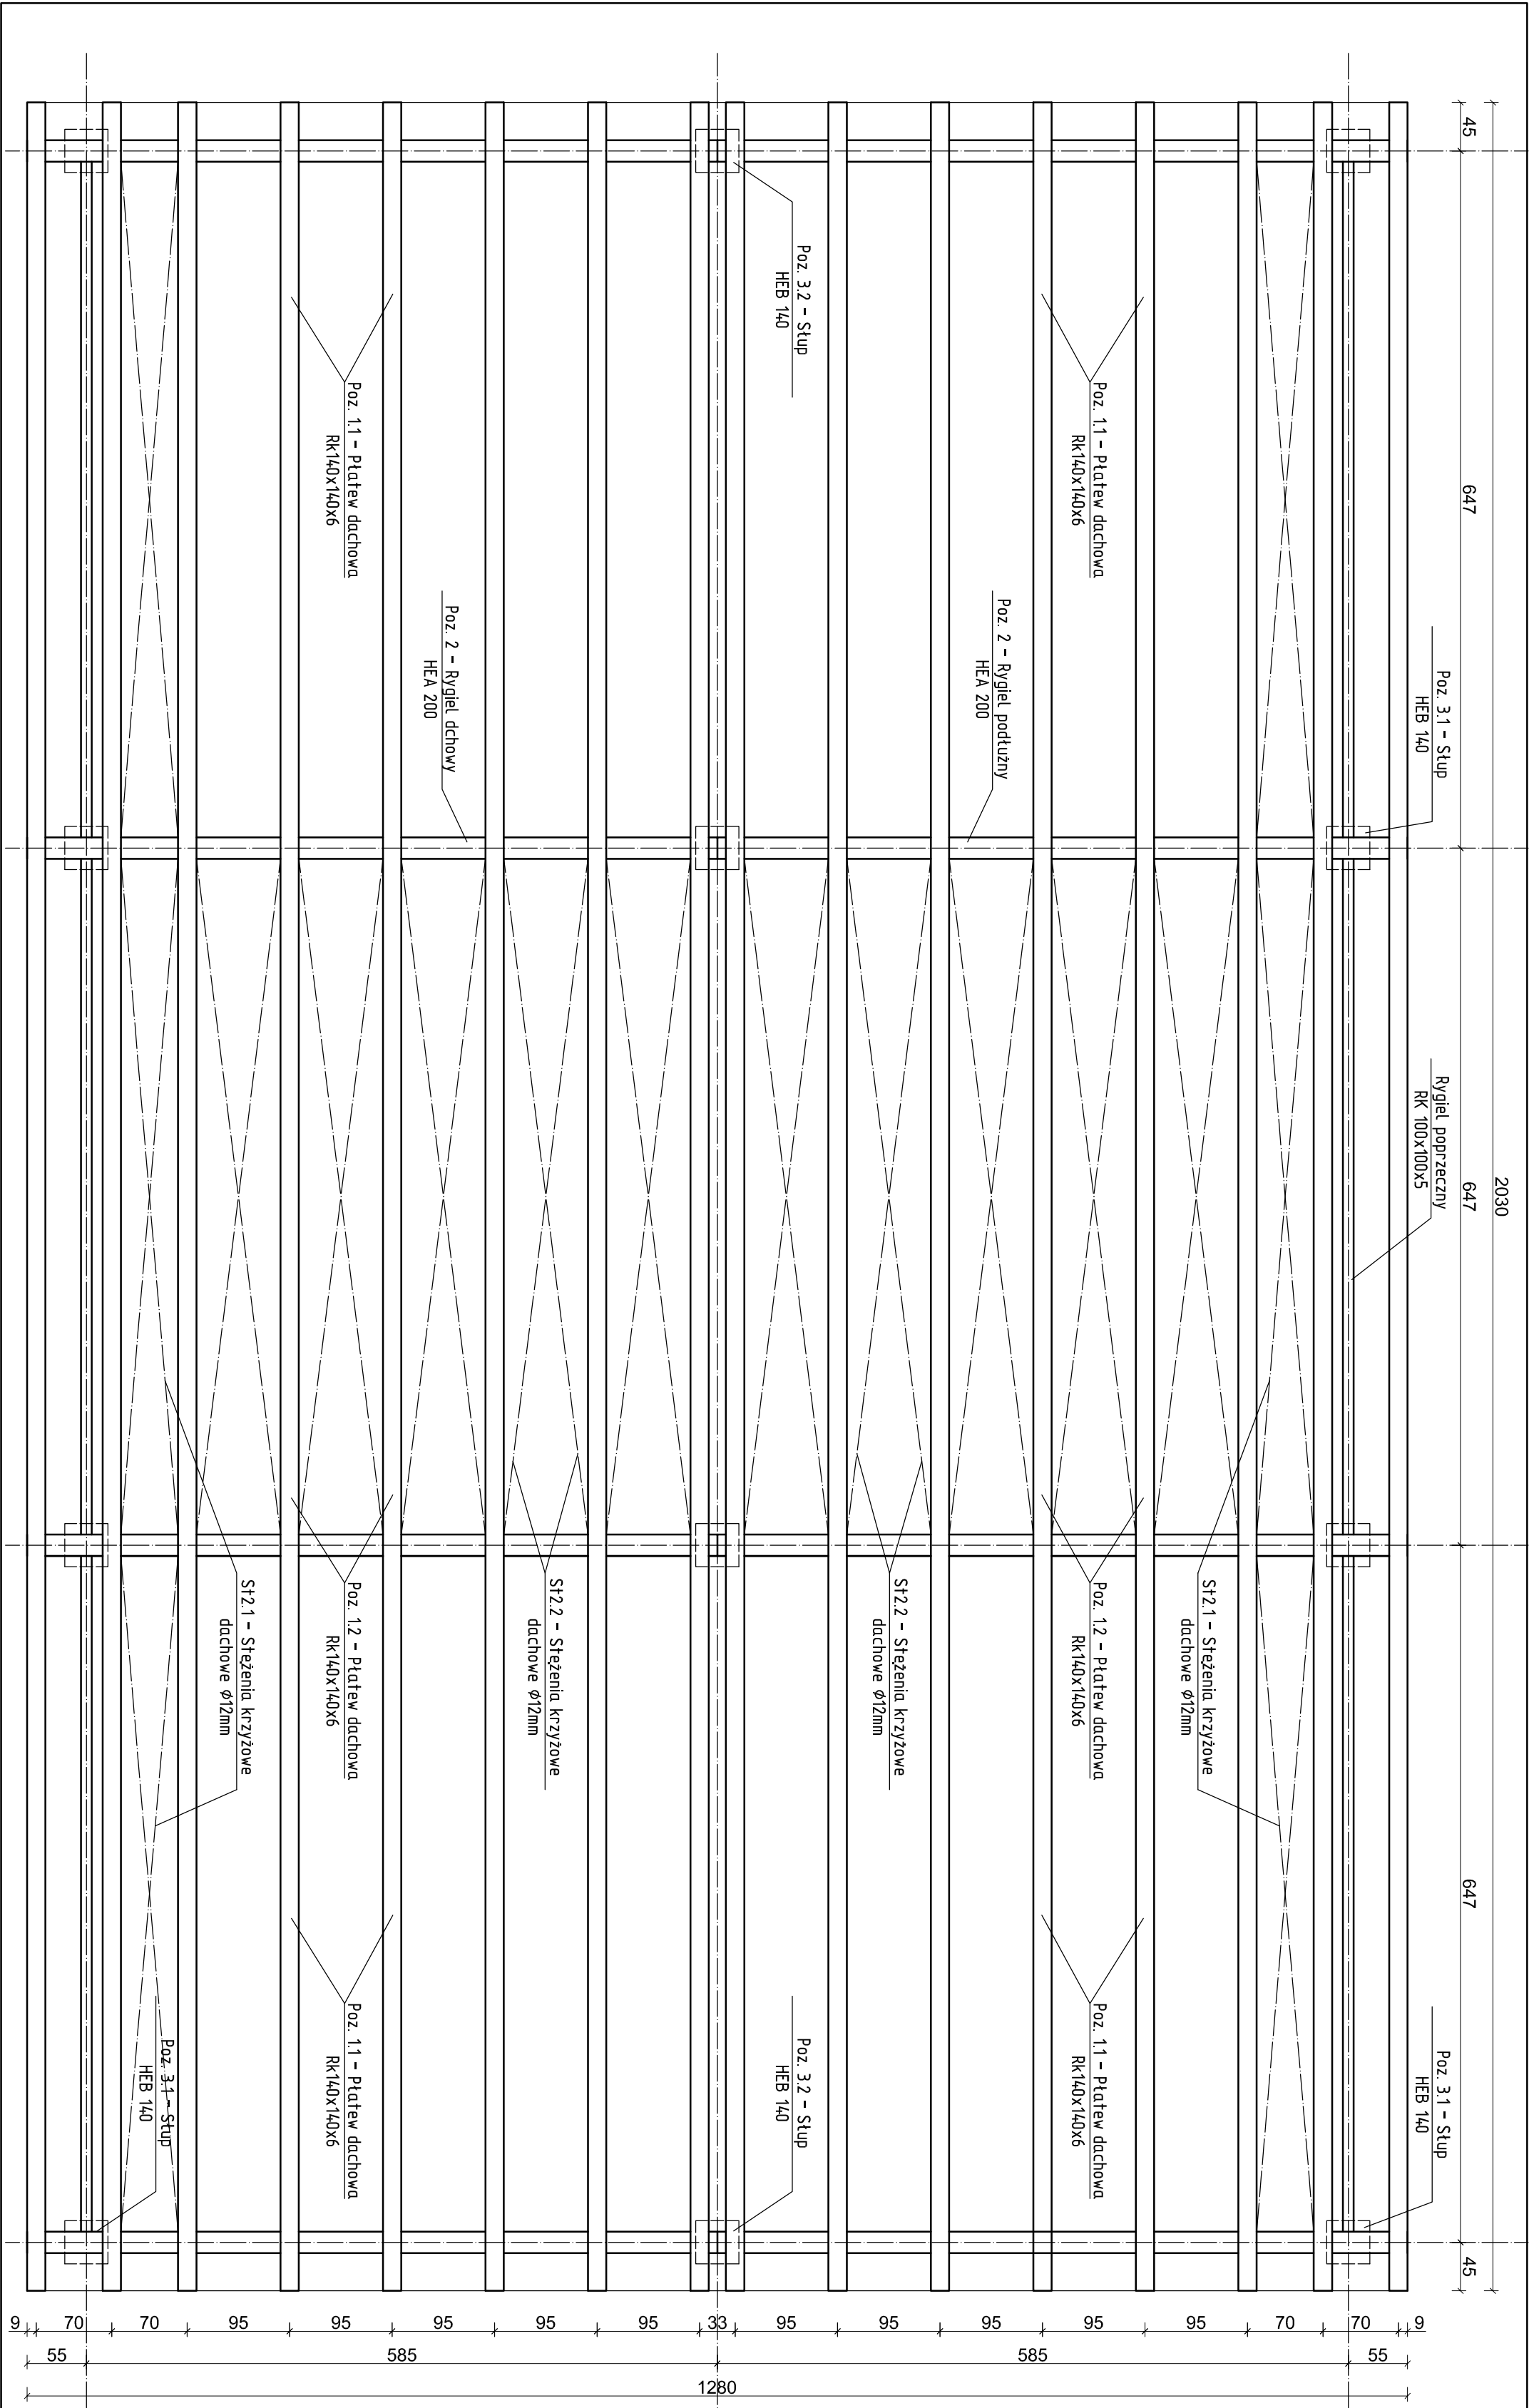 2030
45
647
647
647
45
Poz. 3.1 - Słup
HEB 140
Rygiel poprzeczny
RK 100x100x5
Poz. 3.1 - Słup
HEB 140
Poz. 1.1 - Płatew dachowa
Rk140x140x6
Poz. 2 - Rygiel podłużny
HEA 200
St2.1 - Stężenia krzyżowe
dachowe ϕ12mm
Poz. 1.2 - Płatew dachowa
Rk140x140x6
Poz. 1.1 - Płatew dachowa
Rk140x140x6
Poz. 3.2 - Słup
HEB 140
St2.2 - Stężenia krzyżowe
dachowe ϕ12mm
Poz. 3.2 - Słup
HEB 140
Poz. 2 - Rygiel dchowy
HEA 200
St2.2 - Stężenia krzyżowe
dachowe ϕ12mm
Poz. 1.1 - Płatew dachowa
Rk140x140x6
Poz. 1.2 - Płatew dachowa
Rk140x140x6
Poz. 1.1 - Płatew dachowa
Rk140x140x6
St2.1 - Stężenia krzyżowe
dachowe ϕ12mm
Poz. 3.1 - Słup
HEB 140
9 70 70 95 95 95 95 95 33 95 95 95 95 95 70 70 9
55 585 585 55
1280